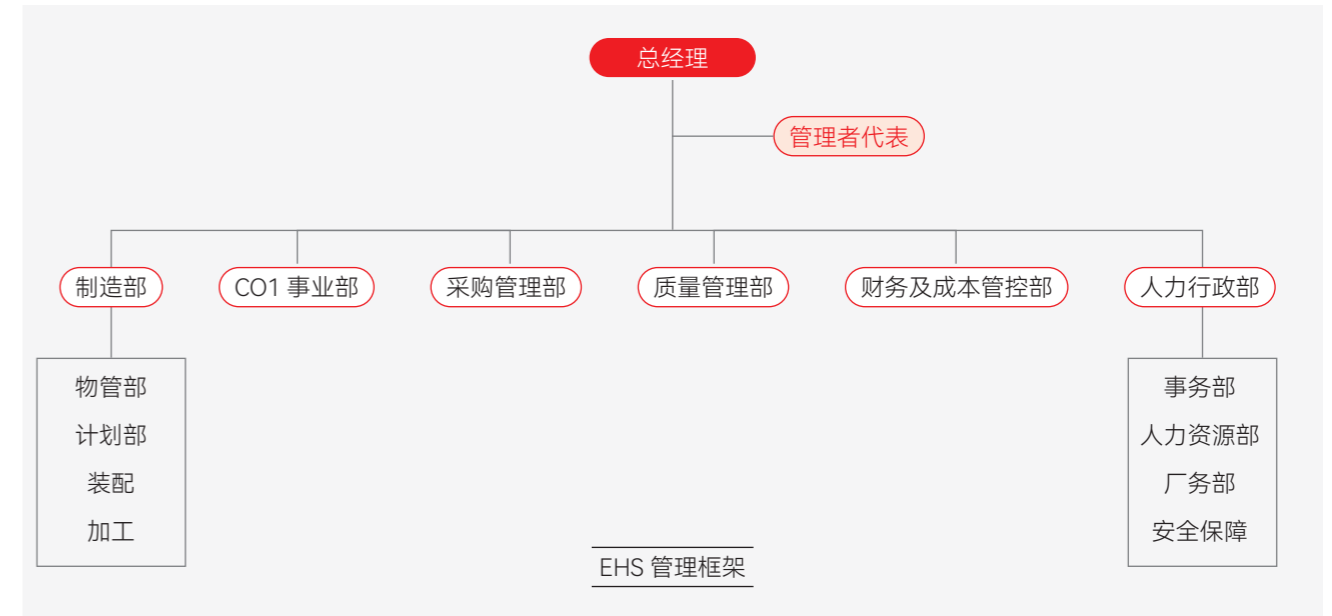 总经理
管理者代表
制造部
CO1 事业部
采购管理部
质量管理部
财务及成本管控部
人力行政部
物管部
计划部
装配
加工
事务部
人力资源部
厂务部
安全保障
EHS 管理框架